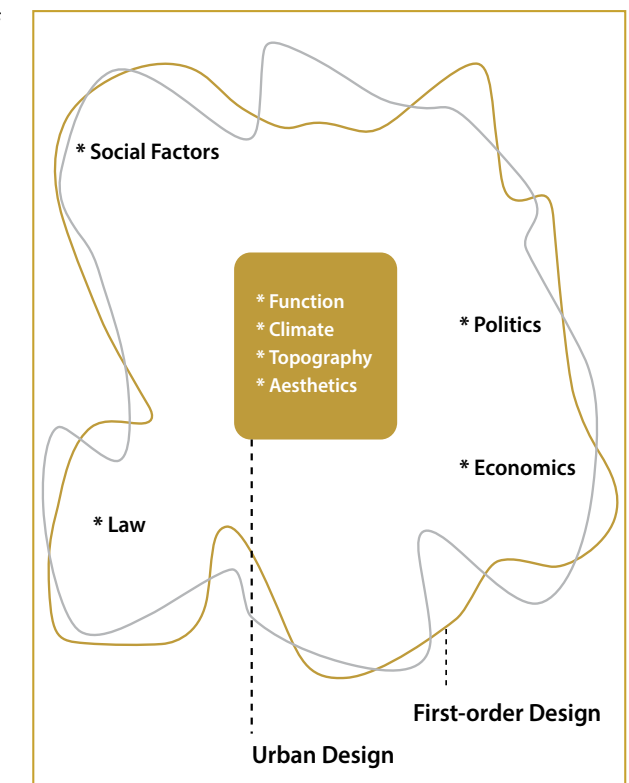 * Social Factors
* Function
* Climate
* Topography
* Aesthetics
* Politics
* Economics
* Law
First-order Design
Urban Design